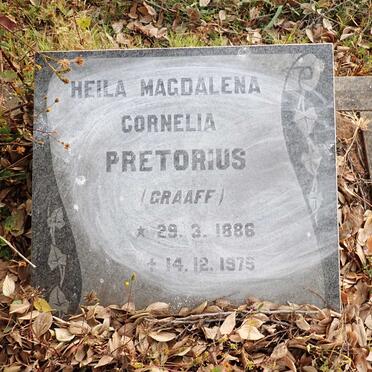 HEILA MAGDALENA
CORNELIA
PRETORIUS
(GRAAFF)
* 29. 3. 1886
+ 14. 12. 1975